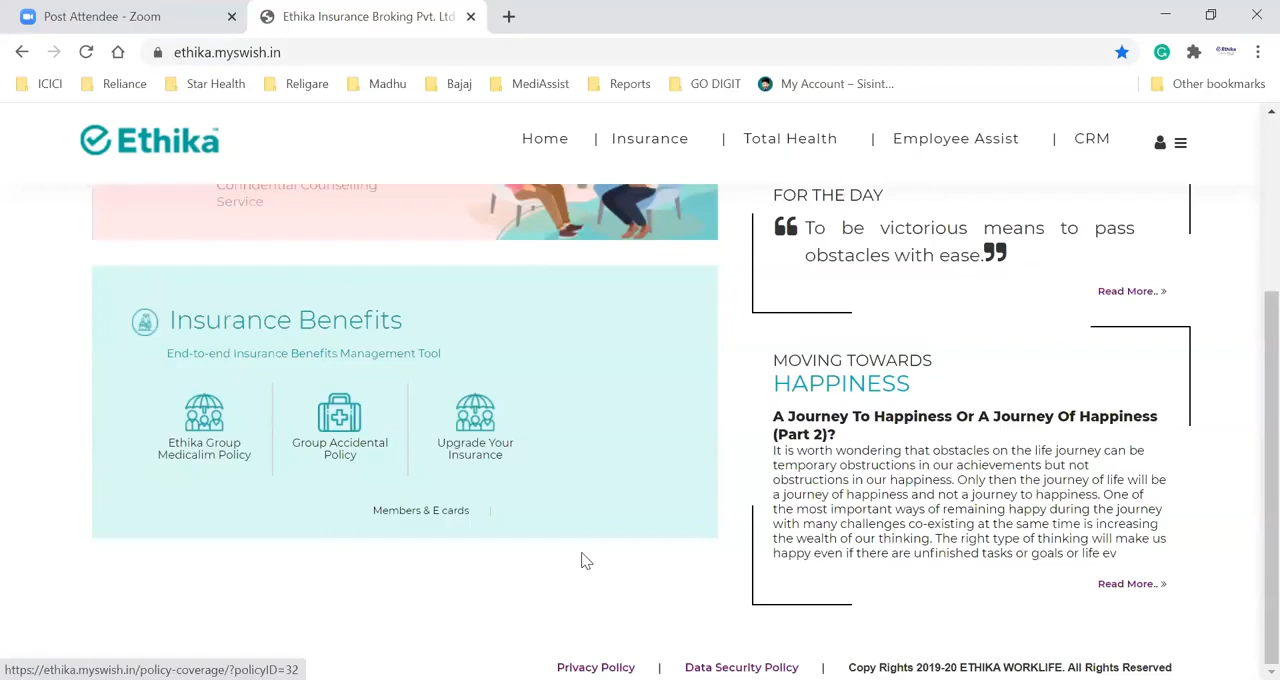 Post Attendee - Zoom
Ethika Insurance Broking Pvt. Ltd
ethika.myswish.in
ICICI
Reliance
Star Health
Religare
Madhu
Bajaj
MediAssist
Reports
GO DIGIT
My Account – Sisint...
Other bookmarks
Ethika
Home | Insurance | Total Health | Employee Assist | CRM
Confidential Counselling
Service
FOR THE DAY
❝ To be victorious means to pass
obstacles with ease.❞
Read More.. »
Insurance Benefits
End-to-end Insurance Benefits Management Tool
Ethika Group
Medicalim Policy
Group Accidental
Policy
Upgrade Your
Insurance
Members & E cards |
MOVING TOWARDS
HAPPINESS
A Journey To Happiness Or A Journey Of Happiness
(Part 2)?
It is worth wondering that obstacles on the life journey can be
temporary obstructions in our achievements but not
obstructions in our happiness. Only then the journey of life will be
a journey of happiness and not a journey to happiness. One of
the most important ways of remaining happy during the journey
with many challenges co-existing at the same time is increasing
the wealth of our thinking. The right type of thinking will make us
happy even if there are unfinished tasks or goals or life ev
Read More.. »
https://ethika.myswish.in/policy-coverage/?policyID=32
Privacy Policy | Data Security Policy | Copy Rights 2019-20 ETHIKA WORKLIFE. All Rights Reserved